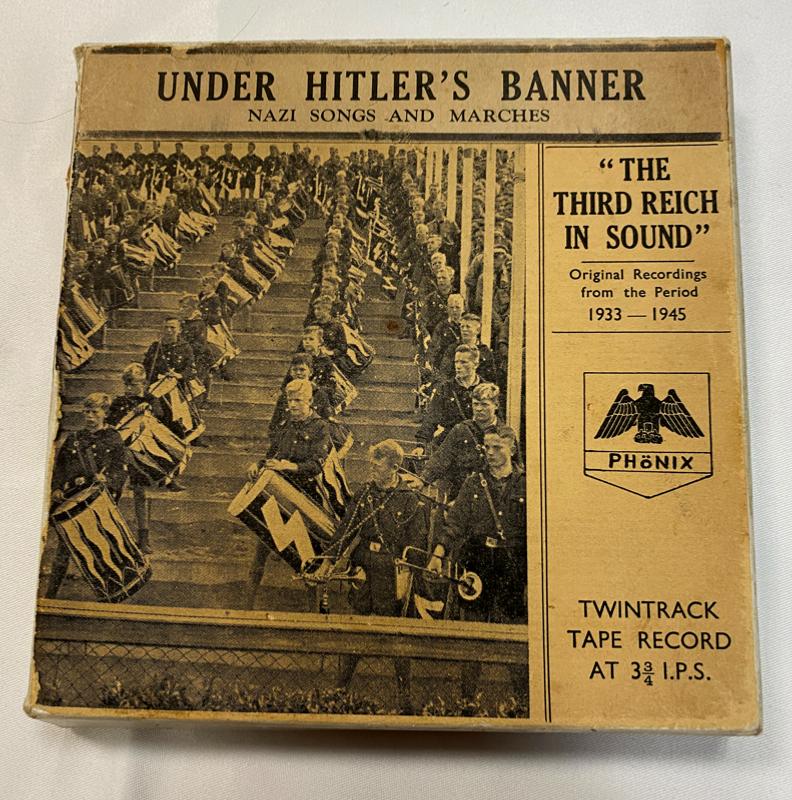 UNDER HITLER'S BANNER
NAZI SONGS AND MARCHES
"THE
THIRD REICH
IN SOUND"
Original Recordings
from the Period
1933 — 1945
PHöNIX
TWINTRACK
TAPE RECORD
AT 3¾ I.P.S.